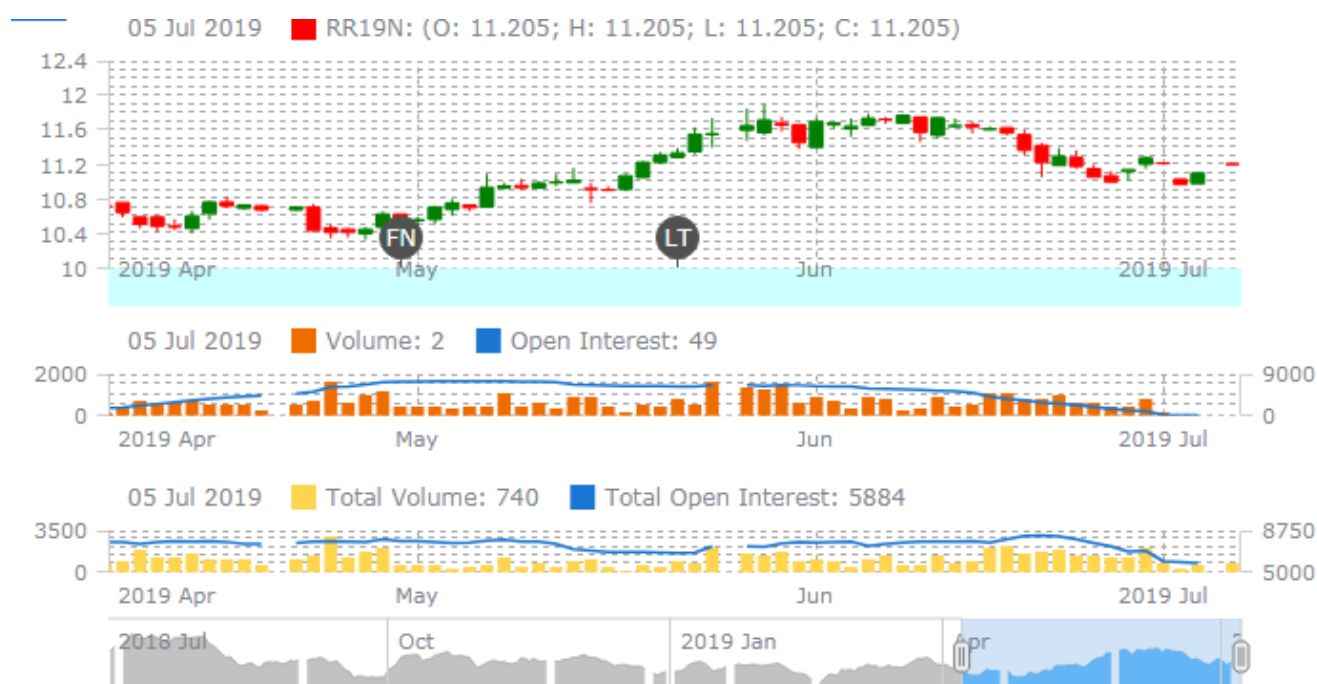 05 Jul 2019 RR19N: (O: 11.205; H: 11.205; L: 11.205; C: 11.205)
12.4
12
11.6
11.2
10.8
10.4
10
FN LT
2019 Apr May Jun 2019 Jul
05 Jul 2019 Volume: 2 Open Interest: 49
2000 9000
0 0
2019 Apr May Jun 2019 Jul
05 Jul 2019 Total Volume: 740 Total Open Interest: 5884
3500 8750
0 5000
2019 Apr May Jun 2019 Jul
2018 Jul Oct 2019 Jan Apr